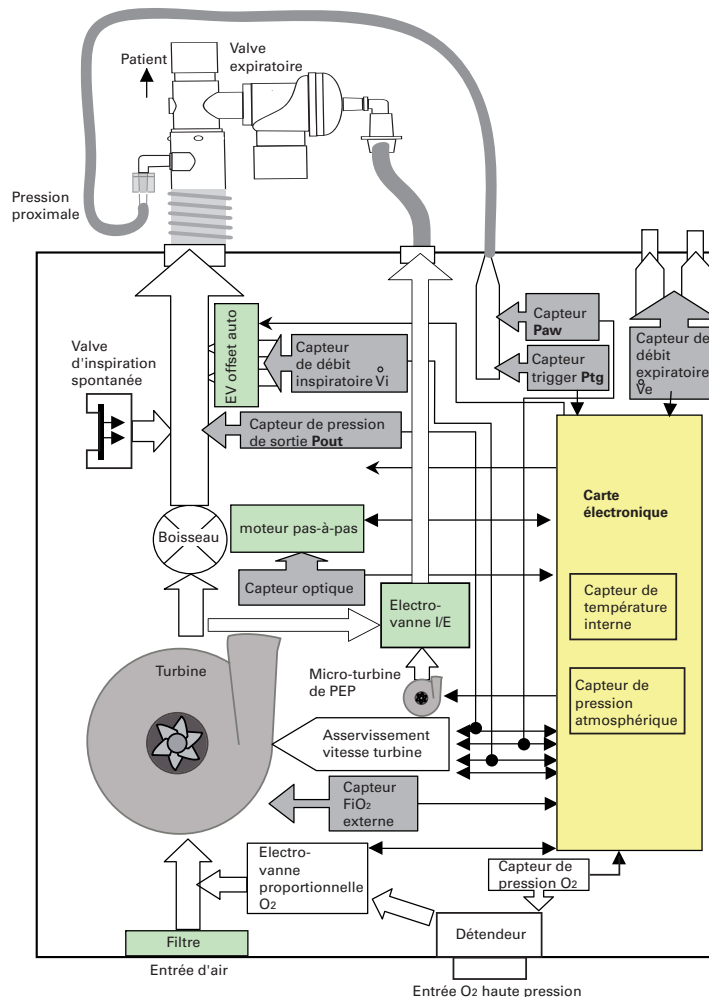 Patient
Valve
expiratoire
Pression
proximale
Valve
d'inspiration
spontanée
EV offset auto
Capteur
de débit
inspiratoire V̊i
Capteur
Paw
Capteur
trigger Ptg
Capteur de
débit
expiratoire
V̊e
Capteur de pression
de sortie Pout
Carte
électronique
Boisseau
moteur pas-à-pas
Capteur optique
Electro-
vanne I/E
Capteur de
température
interne
Turbine
Micro-turbine
de PEP
Capteur de
pression
atmosphérique
Asservissement
vitesse turbine
Capteur
FiO2
externe
Electro-
vanne
proportionnelle
O2
Capteur de
pression O2
Filtre
Détendeur
Entrée d'air
Entrée O2 haute pression